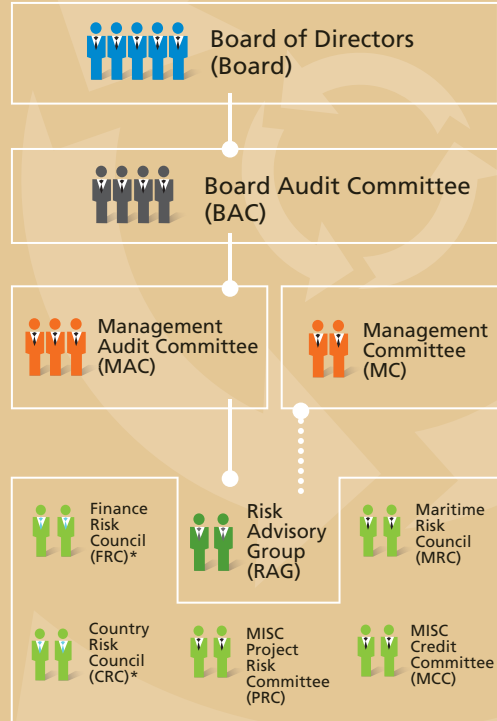 Board of Directors
(Board)
Board Audit Committee
(BAC)
Management
Audit Committee
(MAC)
Management
Committee
(MC)
Finance
Risk
Council
(FRC)*
Risk
Advisory
Group
(RAG)
Maritime
Risk
Council
(MRC)
Country
Risk
Council
(CRC)*
MISC
Project
Risk
Committee
(PRC)
MISC
Credit
Committee
(MCC)